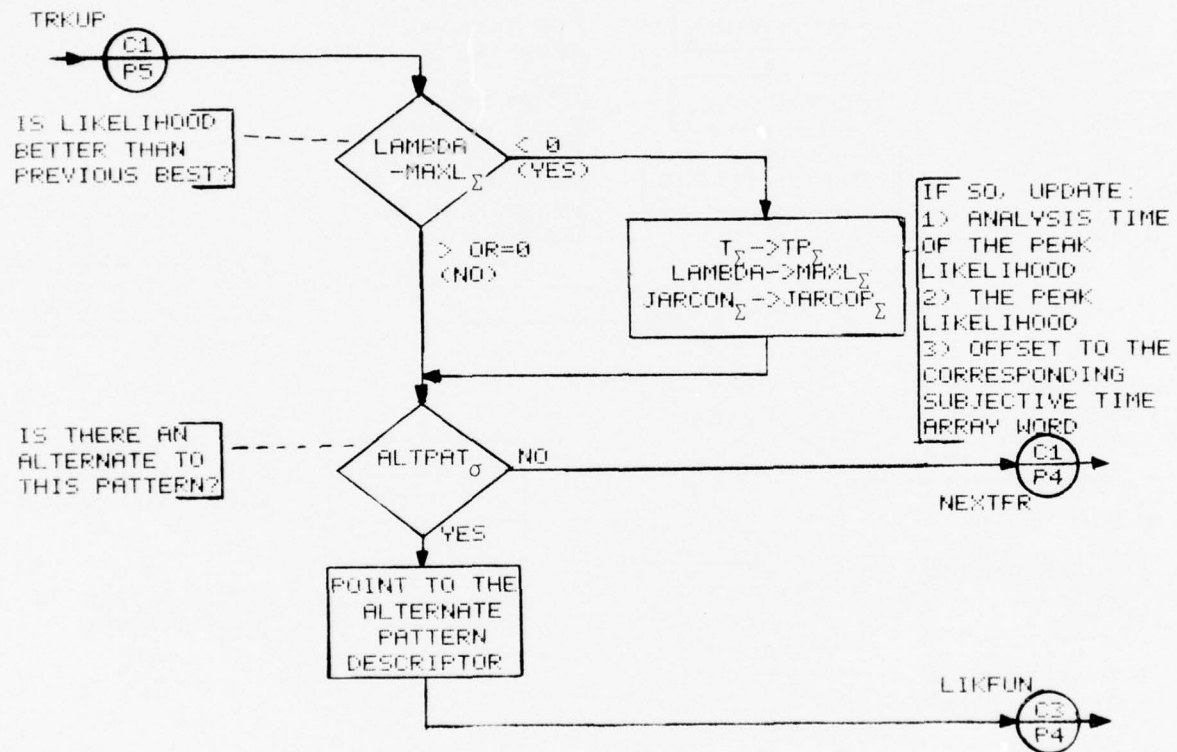 TRKUP
C1
P5
IS LIKELIHOOD
BETTER THAN
PREVIOUS BEST?
LAMBDA
-MAXL Σ
< 0
(YES)
> OR=0
(NO)
T Σ ->TP Σ
LAMBDA->MAXL Σ
JARCON Σ ->JARCOP Σ
IF SO, UPDATE:
1) ANALYSIS TIME
OF THE PEAK
LIKELIHOOD
2) THE PEAK
LIKELIHOOD
3) OFFSET TO THE
CORRESPONDING
SUBJECTIVE TIME
ARRAY WORD
IS THERE AN
ALTERNATE TO
THIS PATTERN?
ALTPAT σ
NO
C1
P4
NEXTFR
YES
POINT TO THE
ALTERNATE
PATTERN
DESCRIPTOR
LIKFUN
C3
P4